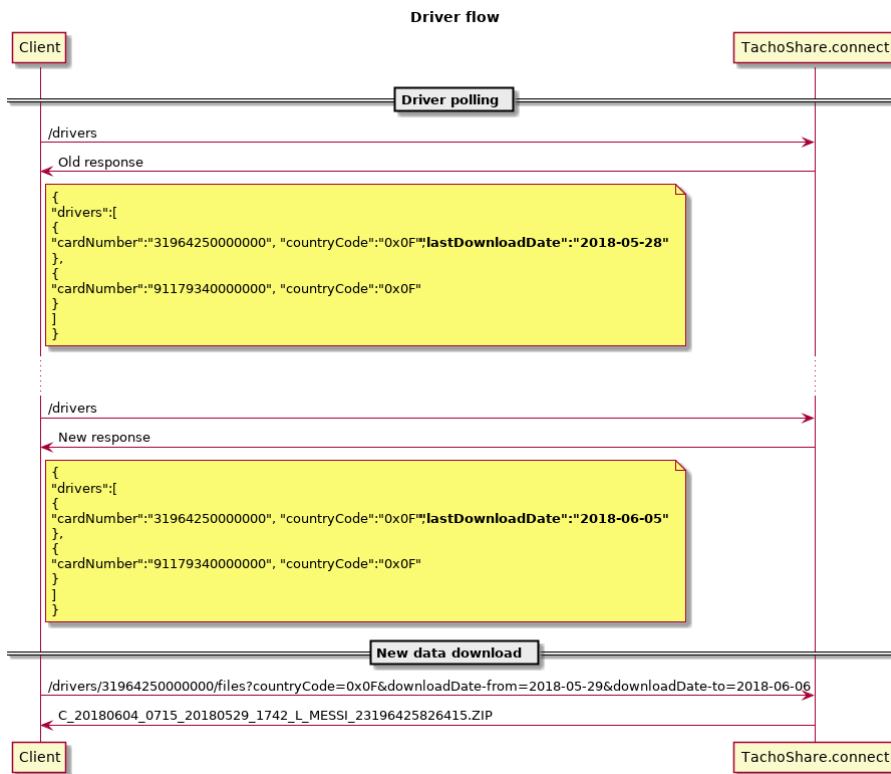 Driver flow
Client TachoShare.connect
Driver polling
/drivers
Old response
{
"drivers":[
{
"cardNumber":"31964250000000", "countryCode":"0x0F","lastDownloadDate":"2018-05-28"
},
{
"cardNumber":"91179340000000", "countryCode":"0x0F"
}
]
}
/drivers
New response
{
"drivers":[
{
"cardNumber":"31964250000000", "countryCode":"0x0F","lastDownloadDate":"2018-06-05"
},
{
"cardNumber":"91179340000000", "countryCode":"0x0F"
}
]
}
New data download
/drivers/31964250000000/files?countryCode=0x0F&downloadDate-from=2018-05-29&downloadDate-to=2018-06-06
C_20180604_0715_20180529_1742_L_MESSI_23196425826415.ZIP
Client TachoShare.connect